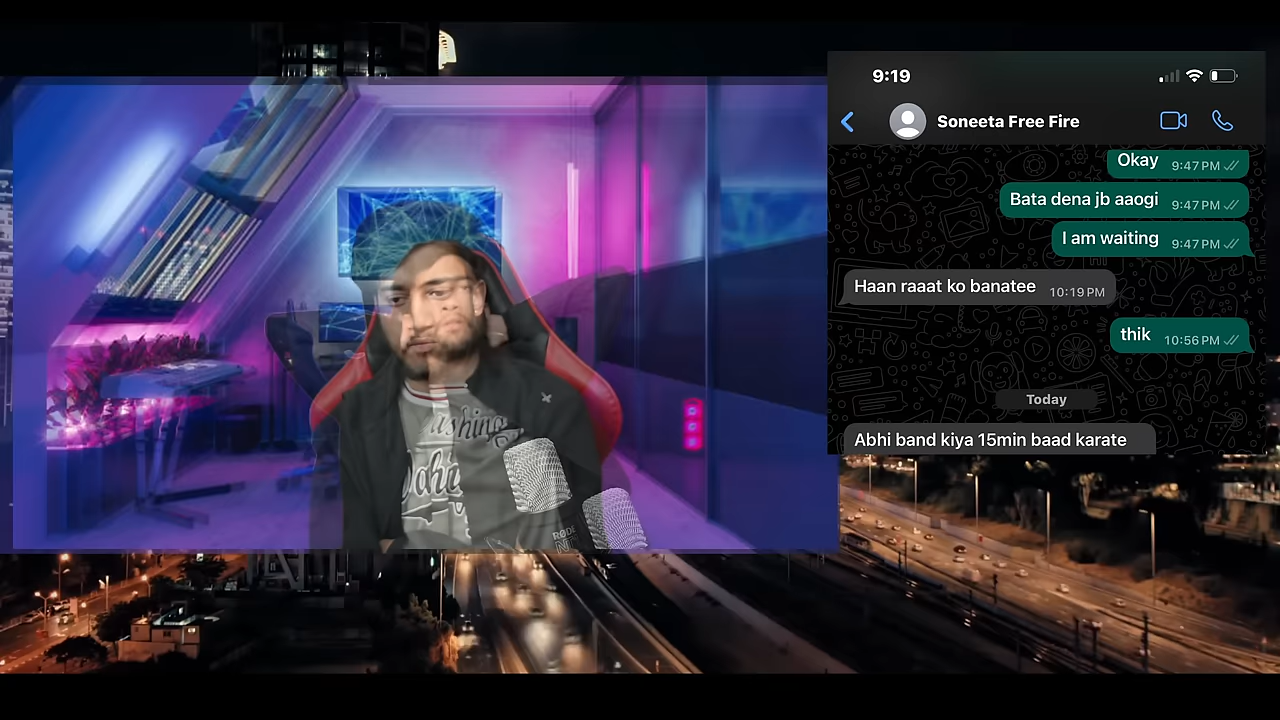 9:19
Soneeta Free Fire
Okay 9:47 PM
Bata dena jb aaogi 9:47 PM
I am waiting 9:47 PM
Haan raaat ko banatee 10:19 PM
thik 10:56 PM
Today
Abhi band kiya 15min baad karate
RØDE